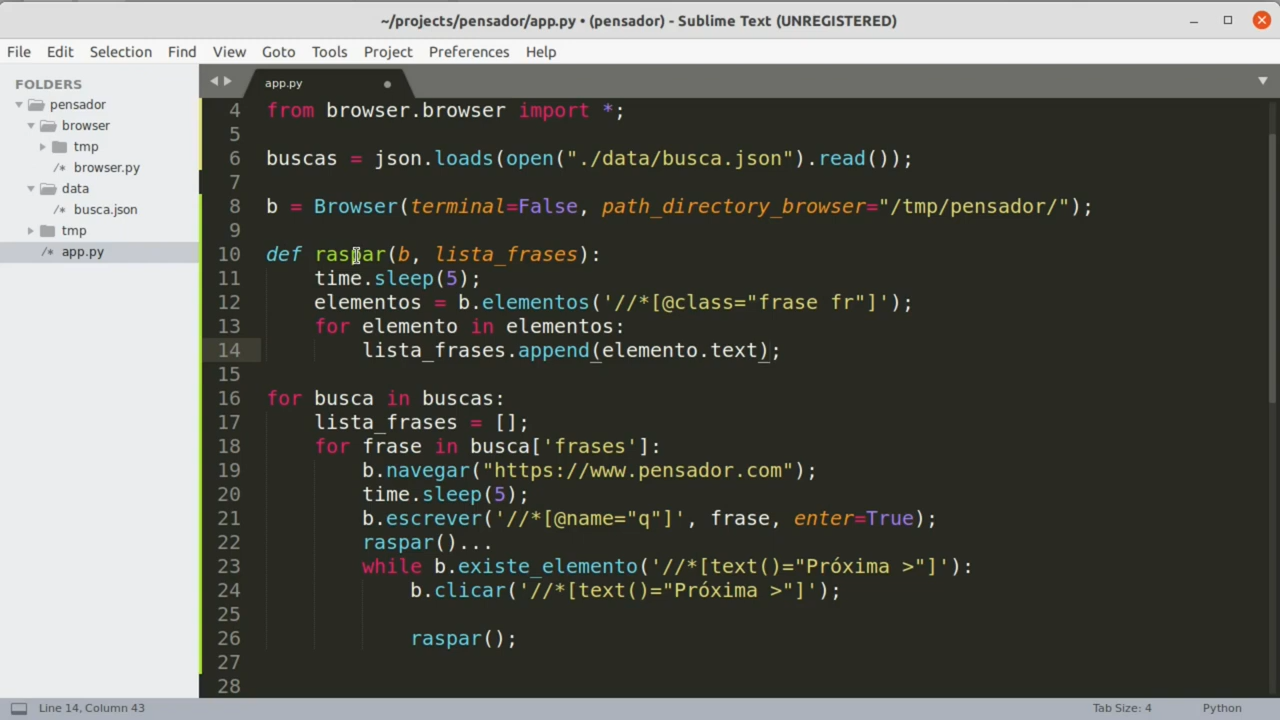 ~/projects/pensador/app.py • (pensador) - Sublime Text (UNREGISTERED)
File Edit Selection Find View Goto Tools Project Preferences Help
FOLDERS
pensador
browser
tmp
/* browser.py
data
/* busca.json
tmp
/* app.py
app.py
4 from browser.browser import *;
5
6 buscas = json.loads(open("./data/busca.json").read());
7
8 b = Browser(terminal=False, path_directory_browser="/tmp/pensador/");
9
10 def raspar(b, lista_frases):
11     time.sleep(5);
12     elementos = b.elementos('//*[@class="frase fr"]');
13     for elemento in elementos:
14         lista_frases.append(elemento.text);
15
16 for busca in buscas:
17     lista_frases = [];
18     for frase in busca['frases']:
19         b.navegar("https://www.pensador.com");
20         time.sleep(5);
21         b.escrever('//*[@name="q"]', frase, enter=True);
22         raspar()...
23         while b.existe_elemento('//*[text()="Próxima >"]'):
24             b.clicar('//*[text()="Próxima >"]');
25
26             raspar();
27
28
Line 14, Column 43
Tab Size: 4
Python